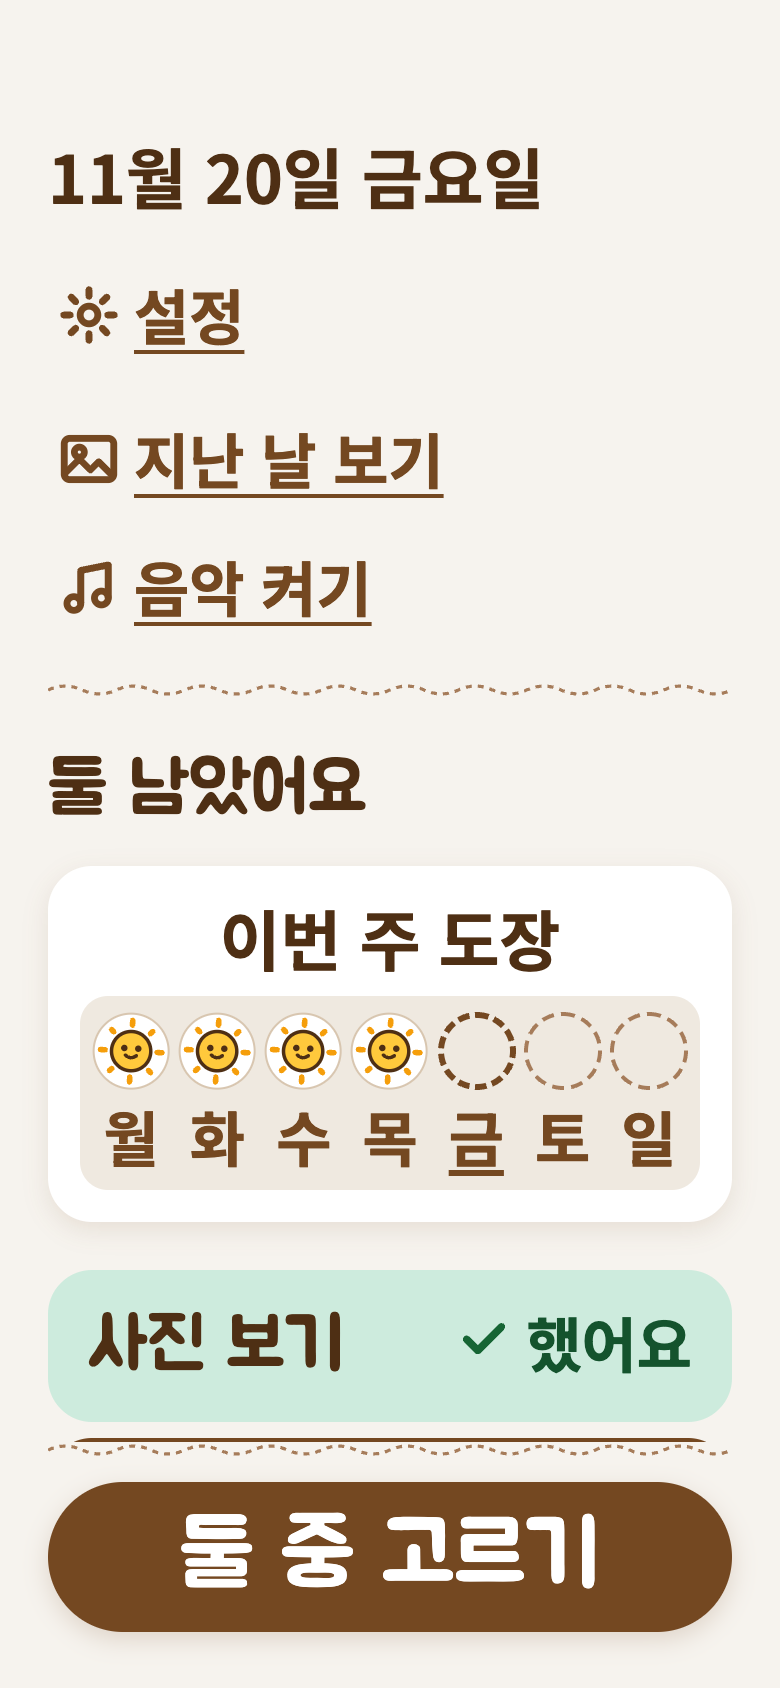 11월 20일 금요일
설정
지난 날 보기
음악 켜기
둘 남았어요
이번 주 도장
월 화 수 목 금 토 일
사진 보기 했어요
둘 중 고르기